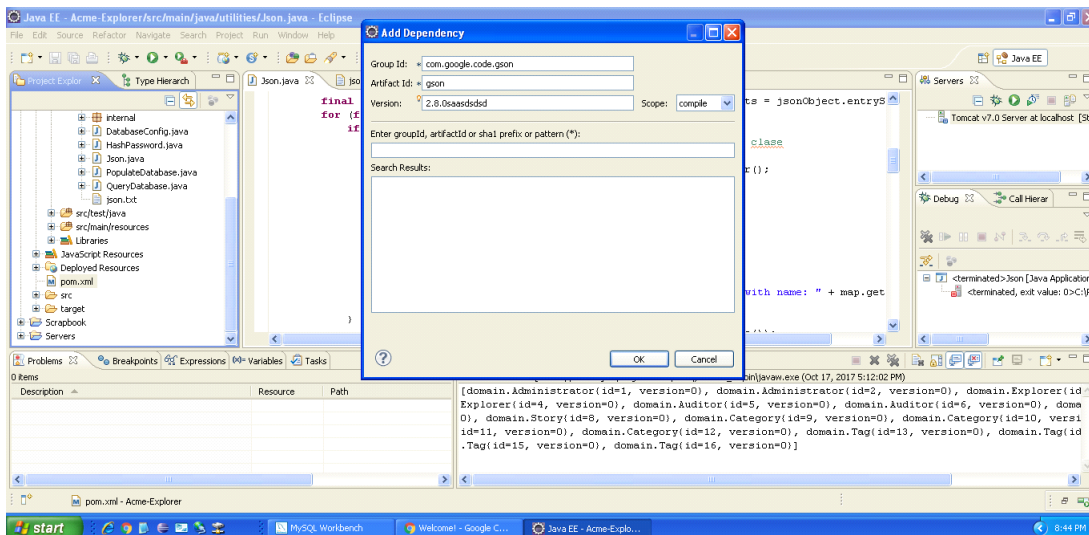 Java EE - Acme-Explorer/src/main/java/utilities/Json.java - Eclipse
File Edit Source Refactor Navigate Search Project Run Window Help
Java EE
Project Explor
Type Hierarch
internal
DatabaseConfig.java
HashPassword.java
Json.java
PopulateDatabase.java
QueryDatabase.java
json.txt
src/test/java
src/main/resources
Libraries
JavaScript Resources
Deployed Resources
pom.xml
src
target
Scrapbook
Servers
Json.java
final
for (f
if
}
Add Dependency
Group Id: * com.google.code.gson
Artifact Id: * gson
Version: 2.8.0saasdsdsd
Scope: compile
Enter groupId, artifactId or sha1 prefix or pattern (*):
Search Results:
OK
Cancel
ts = jsonObject.entryS
clase
r();
with name: " + map.get
Servers
Tomcat v7.0 Server at localhost [St
Debug
Call Hierar
<terminated>Json [Java Application
<terminated, exit value: 0>C:\P
Problems
Breakpoints
Expressions
Variables
Tasks
0 items
Description
Resource
Path
bin\javaw.exe (Oct 17, 2017 5:12:02 PM)
[domain.Administrator{id=1, version=0}, domain.Administrator{id=2, version=0}, domain.Explorer{id
Explorer{id=4, version=0}, domain.Auditor{id=5, version=0}, domain.Auditor{id=6, version=0}, doma
0}, domain.Story{id=8, version=0}, domain.Category{id=9, version=0}, domain.Category{id=10, versi
id=11, version=0}, domain.Category{id=12, version=0}, domain.Tag{id=13, version=0}, domain.Tag{id
.Tag{id=15, version=0}, domain.Tag{id=16, version=0}]
pom.xml - Acme-Explorer
start
MySQL Workbench
Welcome! - Google C...
Java EE - Acme-Explo...
8:44 PM